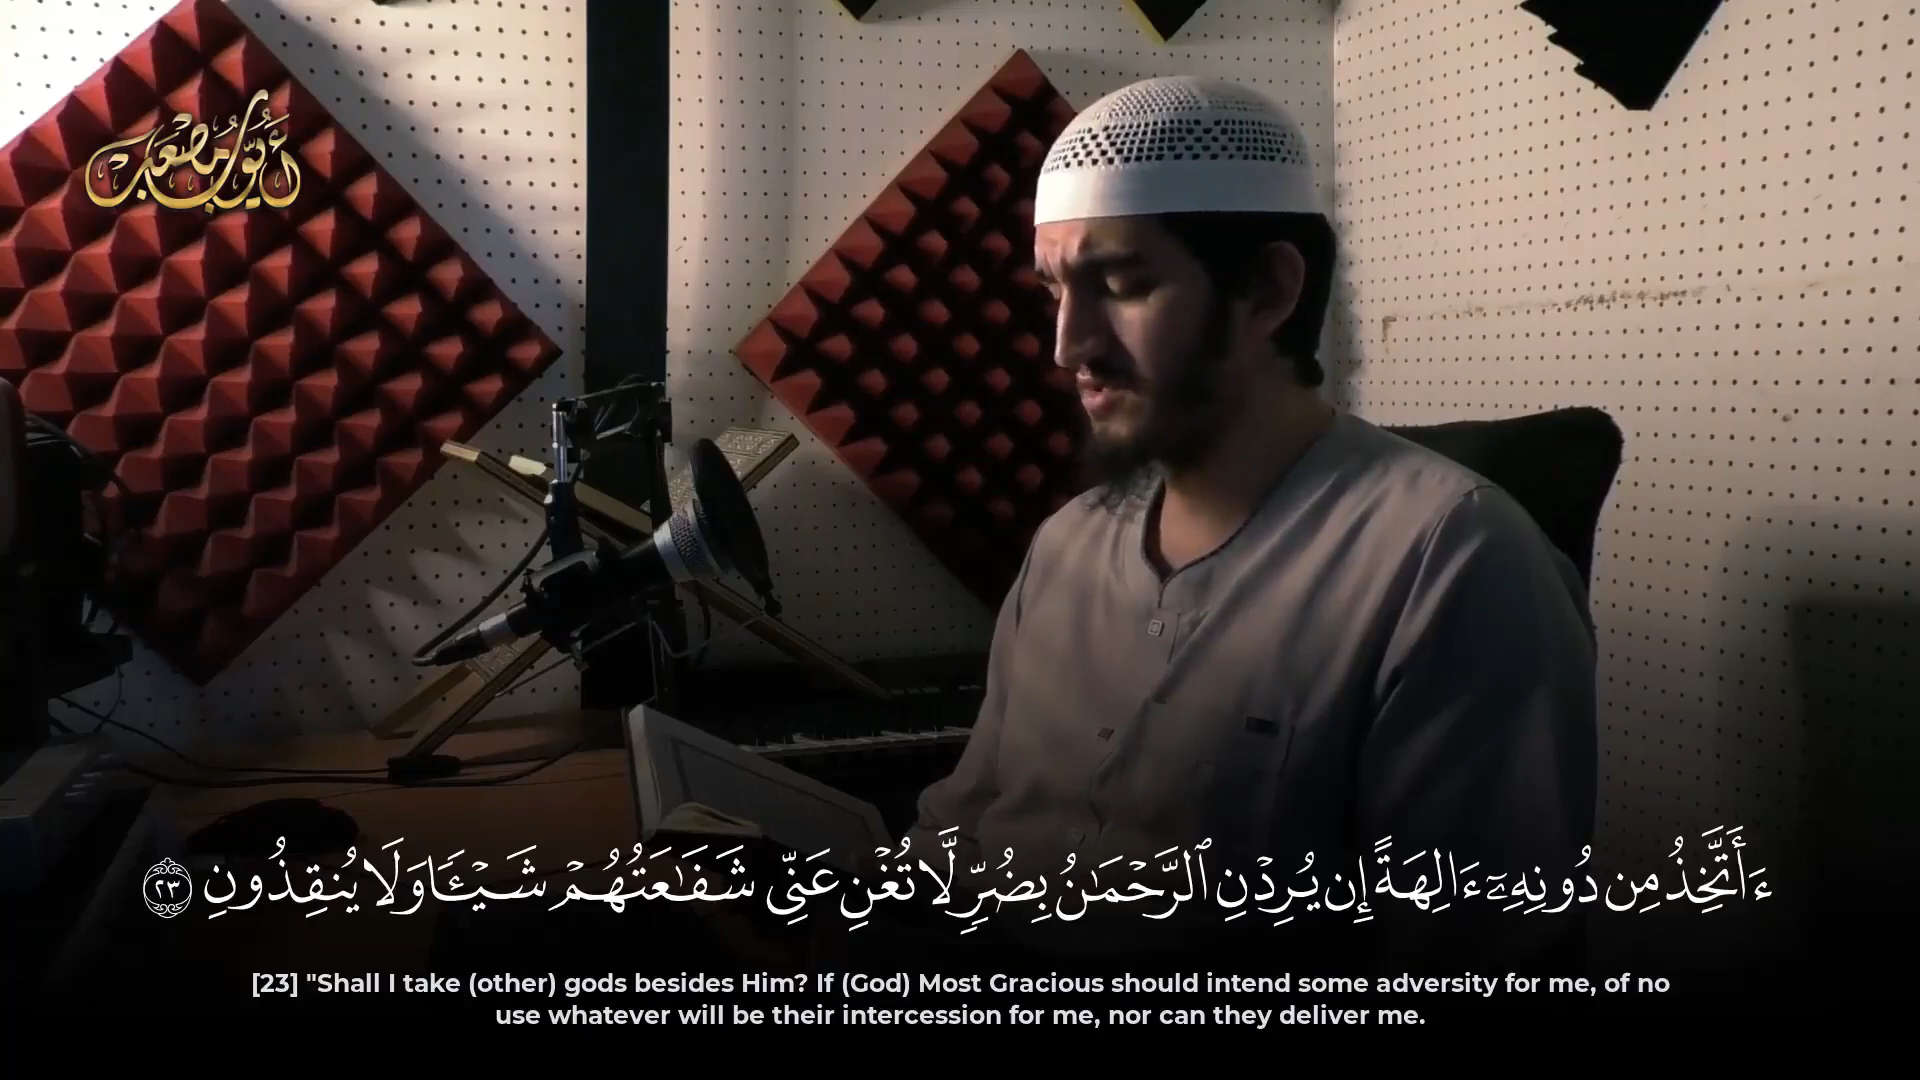 أيوب مصعب
ءَأَتَّخِذُ مِن دُونِهِۦٓ ءَالِهَةً إِن يُرِدْنِ ٱلرَّحْمَـٰنُ بِضُرٍّ لَّا تُغْنِ عَنِّى شَفَـٰعَتُهُمْ شَيْـًٔا وَلَا يُنقِذُونِ ٢٣
[23] "Shall I take (other) gods besides Him? If (God) Most Gracious should intend some adversity for me, of no
use whatever will be their intercession for me, nor can they deliver me.